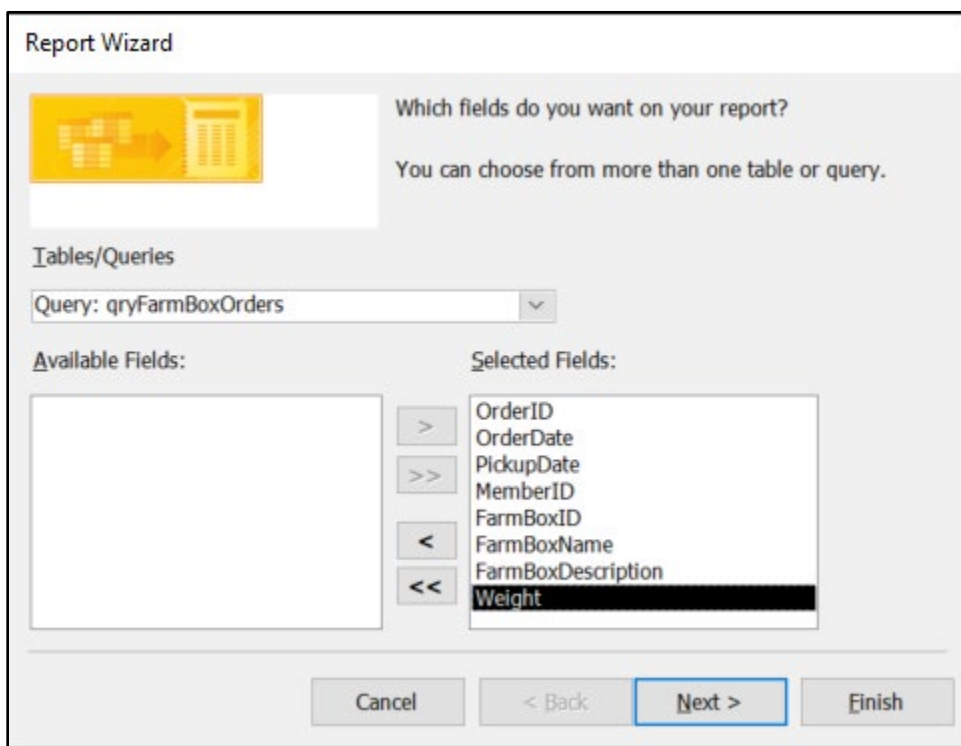 Report Wizard
Which fields do you want on your report?
You can choose from more than one table or query.
Tables/Queries
Query: qryFarmBoxOrders
Available Fields:
Selected Fields:
OrderID
OrderDate
PickupDate
MemberID
FarmBoxID
FarmBoxName
FarmBoxDescription
Weight
>
>>
<
<<
Cancel
< Back
Next >
Finish